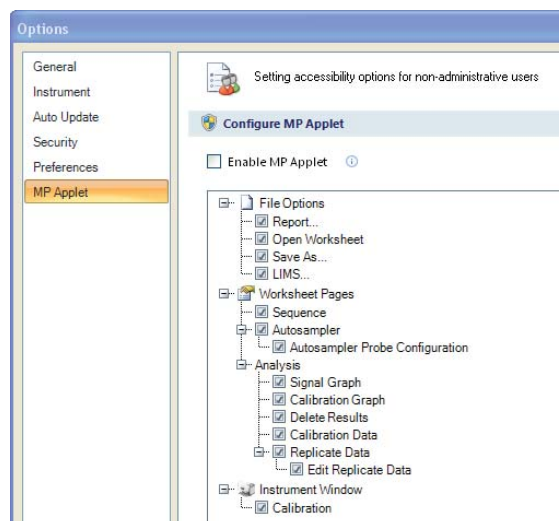 Options
General
Instrument
Auto Update
Security
Preferences
MP Applet
Setting accessibility options for non-administrative users
Configure MP Applet
Enable MP Applet
File Options
Report...
Open Worksheet
Save As...
LIMS...
Worksheet Pages
Sequence
Autosampler
Autosampler Probe Configuration
Analysis
Signal Graph
Calibration Graph
Delete Results
Calibration Data
Replicate Data
Edit Replicate Data
Instrument Window
Calibration